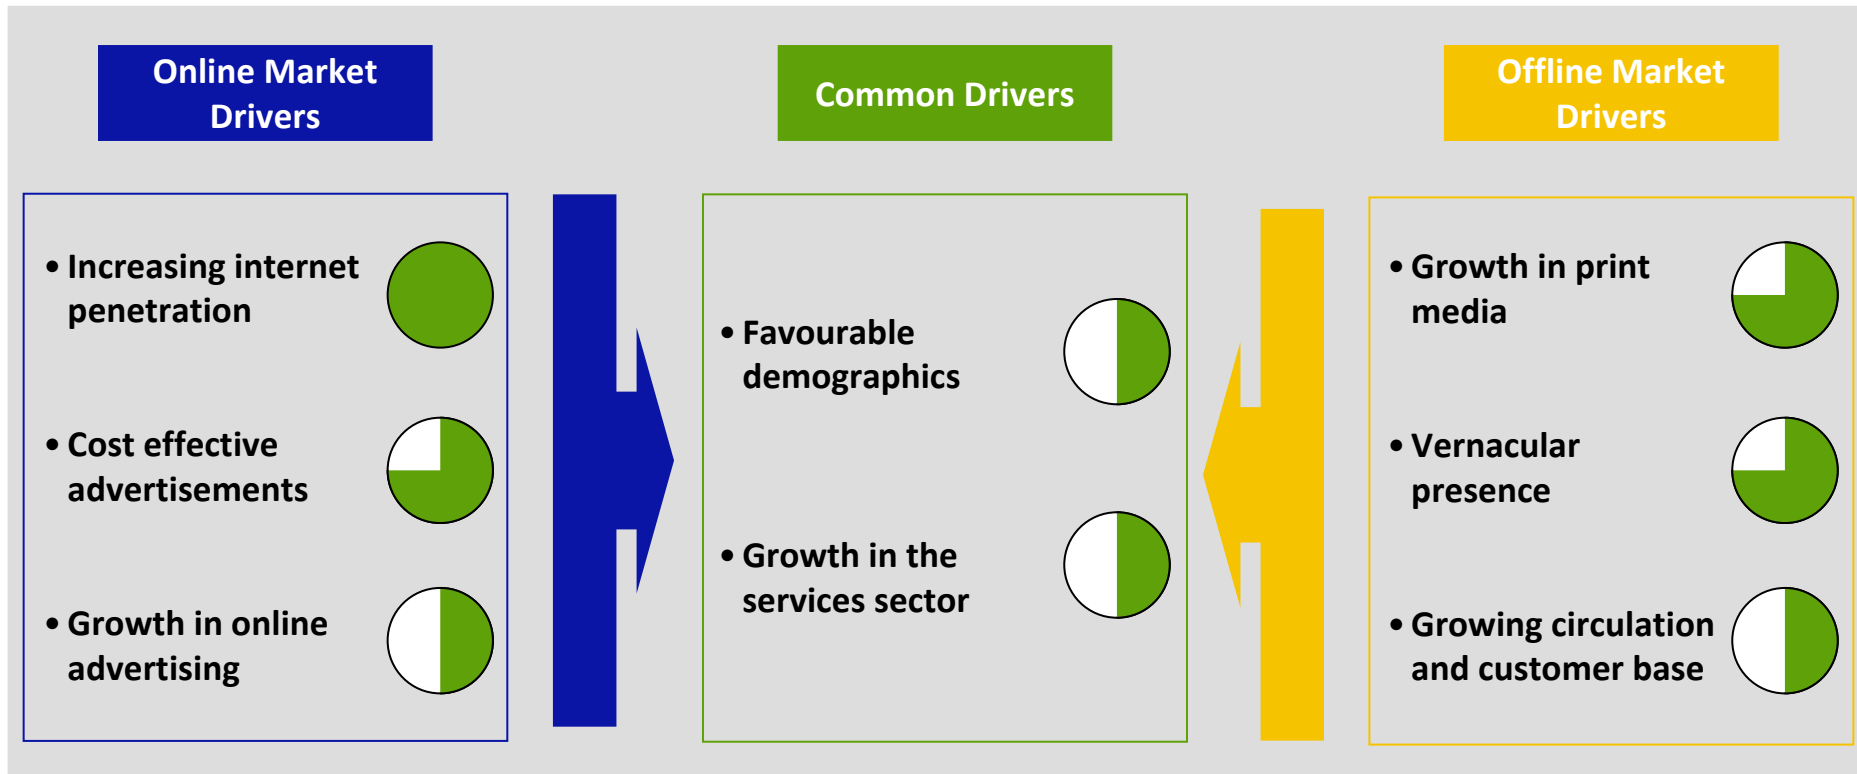 Online Market
Drivers
Common Drivers
Offline Market
Drivers
• Increasing internet
penetration
• Cost effective
advertisements
• Growth in online
advertising
• Favourable
demographics
• Growth in the
services sector
• Growth in print
media
• Vernacular
presence
• Growing circulation
and customer base